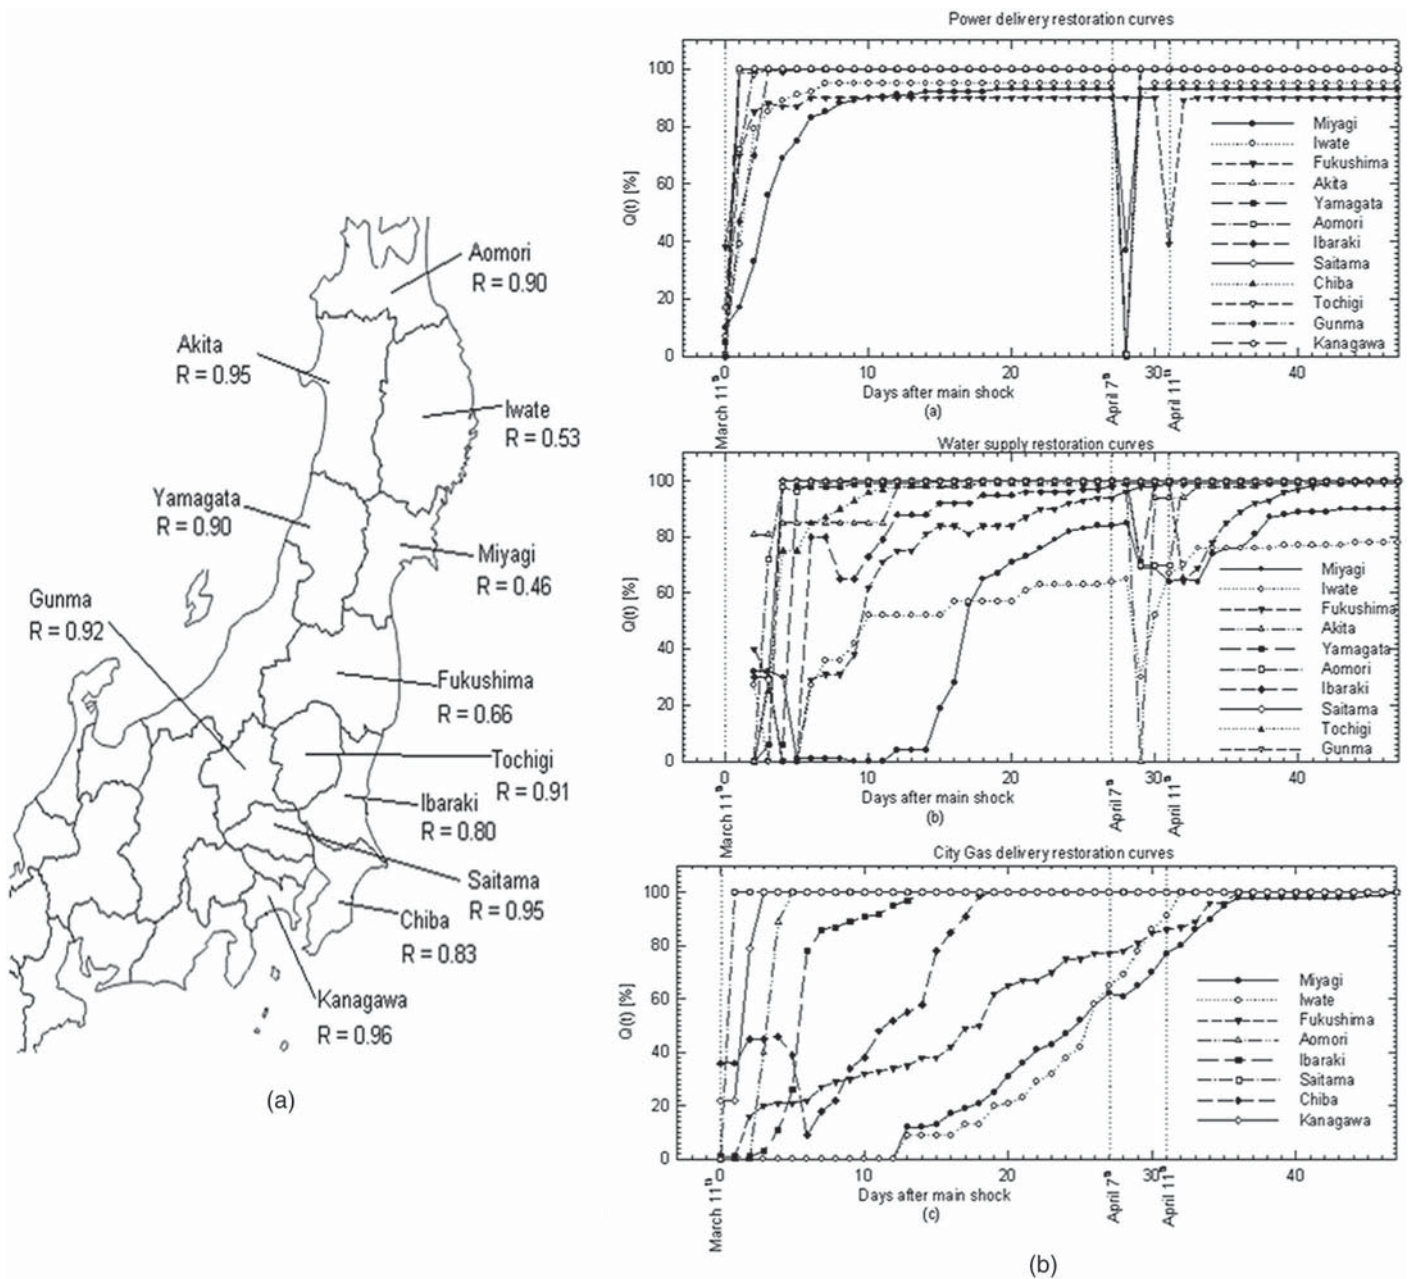 Aomori
R = 0.90
Akita
R = 0.95
Iwate
R = 0.53
Yamagata
R = 0.90
Miyagi
R = 0.46
Gunma
R = 0.92
Fukushima
R = 0.66
Tochigi
R = 0.91
Ibaraki
R = 0.80
Saitama
R = 0.95
Chiba
R = 0.83
Kanagawa
R = 0.96
(a)
Power delivery restoration curves
Q(t) [%]
100
80
60
40
20
0
Miyagi
Iwate
Fukushima
Akita
Yamagata
Aomori
Ibaraki
Saitama
Chiba
Tochigi
Gunma
Kanagawa
0 10 20 30 40
March 11th
Days after main shock
April 7th
April 11th
(a)
Water supply restoration curves
Q(t) [%]
100
80
60
40
20
0
Miyagi
Iwate
Fukushima
Akita
Yamagata
Aomori
Ibaraki
Saitama
Tochigi
Gunma
0 10 20 30 40
March 11th
Days after main shock
April 7th
April 11th
(b)
City Gas delivery restoration curves
Q(t) [%]
100
80
60
40
20
0
Miyagi
Iwate
Fukushima
Aomori
Ibaraki
Saitama
Chiba
Kanagawa
0 10 20 30 40
March 11th
Days after main shock
April 7th
April 11th
(c)
(b)